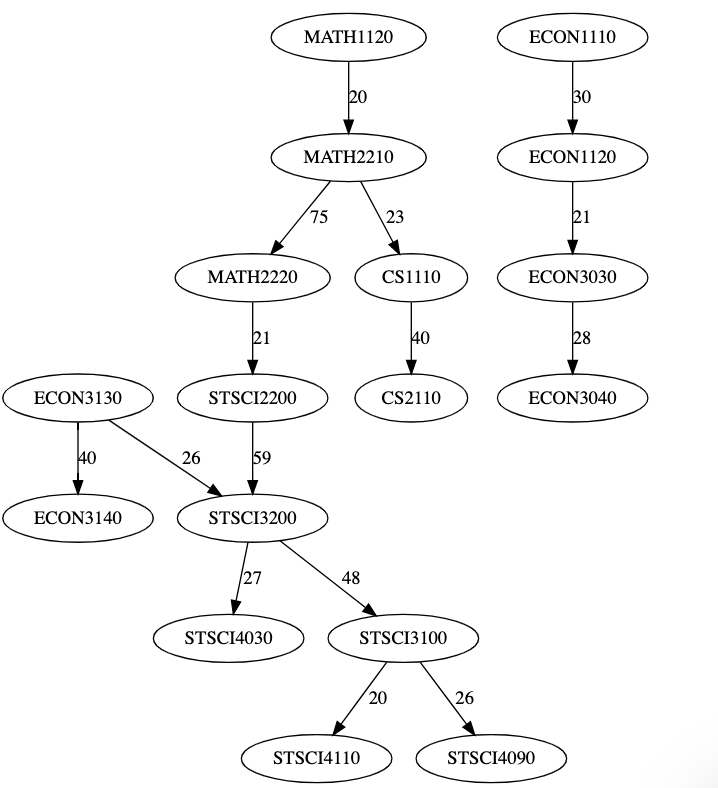 MATH1120
ECON1110
20
30
MATH2210
ECON1120
75
23
21
MATH2220
CS1110
ECON3030
21
40
28
ECON3130
STSCI2200
CS2110
ECON3040
40
26
59
ECON3140
STSCI3200
27
48
STSCI4030
STSCI3100
20
26
STSCI4110
STSCI4090